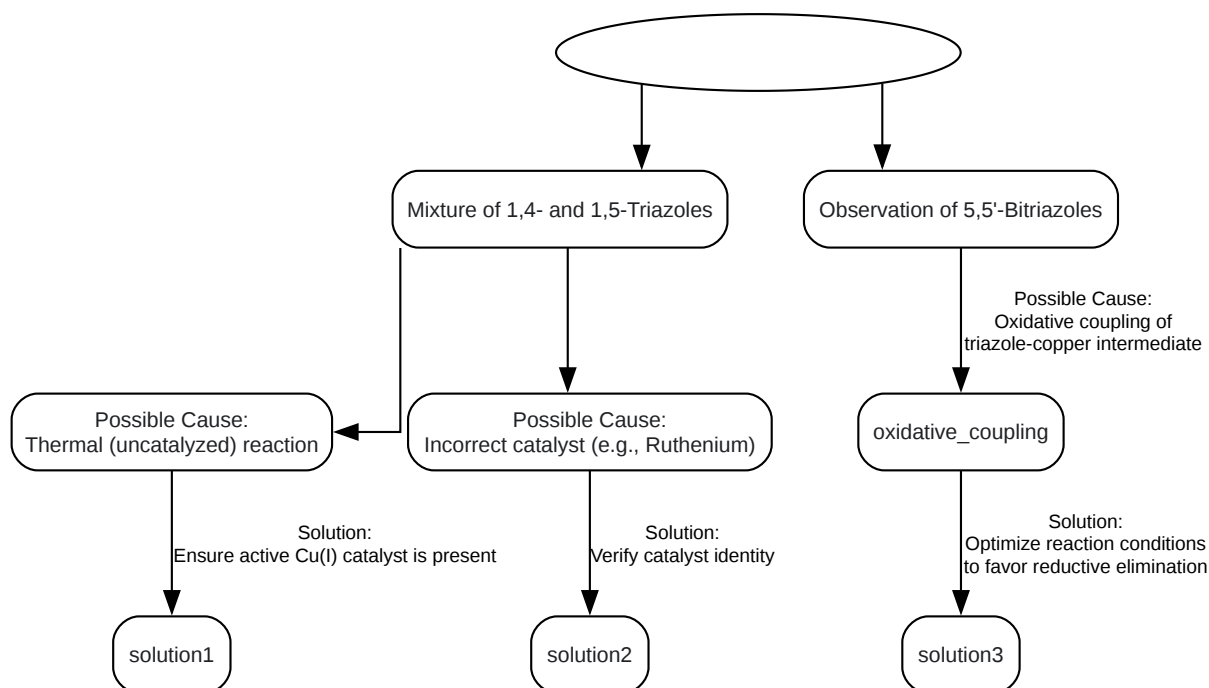 Mixture of 1,4- and 1,5-Triazoles
Observation of 5,5'-Bitriazoles
Possible Cause:
Oxidative coupling of
triazole-copper intermediate
Possible Cause:
Thermal (uncatalyzed) reaction
Possible Cause:
Incorrect catalyst (e.g., Ruthenium)
oxidative_coupling
Solution:
Ensure active Cu(I) catalyst is present
Solution:
Verify catalyst identity
Solution:
Optimize reaction conditions
to favor reductive elimination
solution1
solution2
solution3